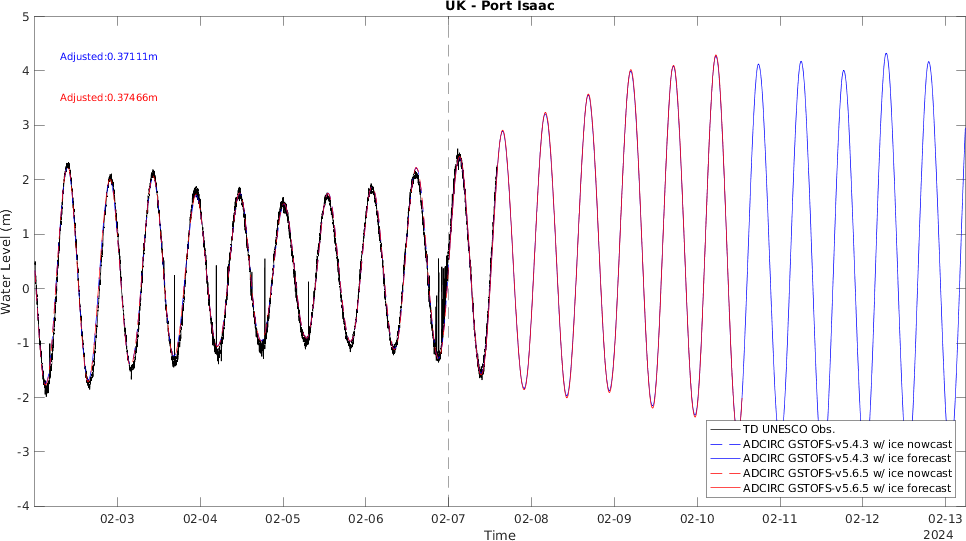 UK - Port Isaac
Adjusted:0.37111m
Adjusted:0.37466m
5
4
3
2
1
0
-1
-2
-3
-4
Water Level (m)
TD UNESCO Obs.
ADCIRC GSTOFS-v5.4.3 w/ ice nowcast
ADCIRC GSTOFS-v5.4.3 w/ ice forecast
ADCIRC GSTOFS-v5.6.5 w/ ice nowcast
ADCIRC GSTOFS-v5.6.5 w/ ice forecast
02-03 02-04 02-05 02-06 02-07 02-08 02-09 02-10 02-11 02-12 02-13
Time
2024